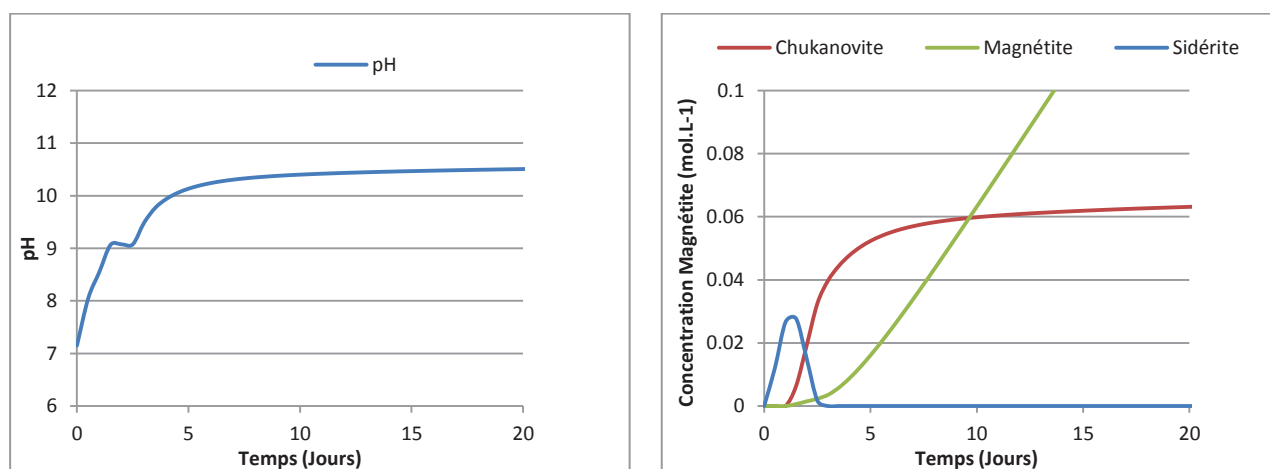 pH
12
11
10
9
8
7
6
pH
0 5 10 15 20
Temps (Jours)
Chukanovite Magnétite Sidérite
0.1
0.08
0.06
0.04
0.02
0
Concentration Magnétite (mol.L-1)
0 5 10 15 20
Temps (Jours)